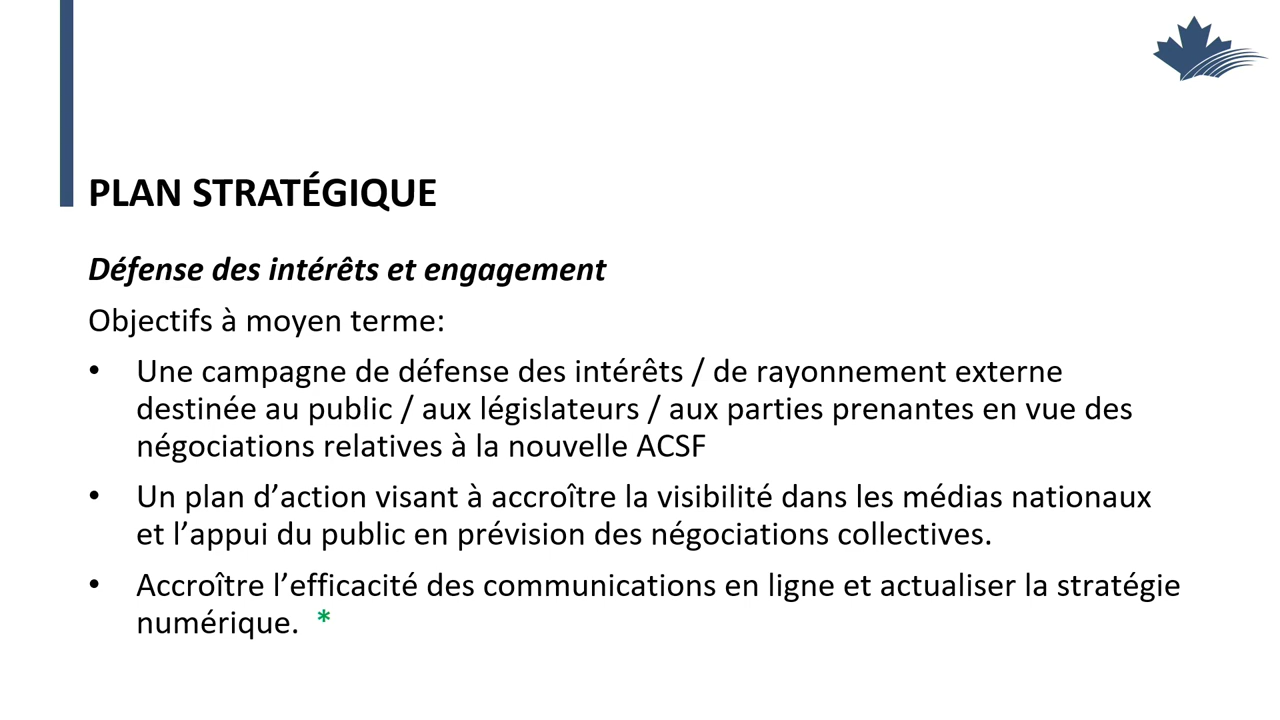 PLAN STRATÉGIQUE
Défense des intérêts et engagement
Objectifs à moyen terme:
• Une campagne de défense des intérêts / de rayonnement externe
destinée au public / aux législateurs / aux parties prenantes en vue des
négociations relatives à la nouvelle ACSF
• Un plan d’action visant à accroître la visibilité dans les médias nationaux
et l’appui du public en prévision des négociations collectives.
• Accroître l’efficacité des communications en ligne et actualiser la stratégie
numérique. *